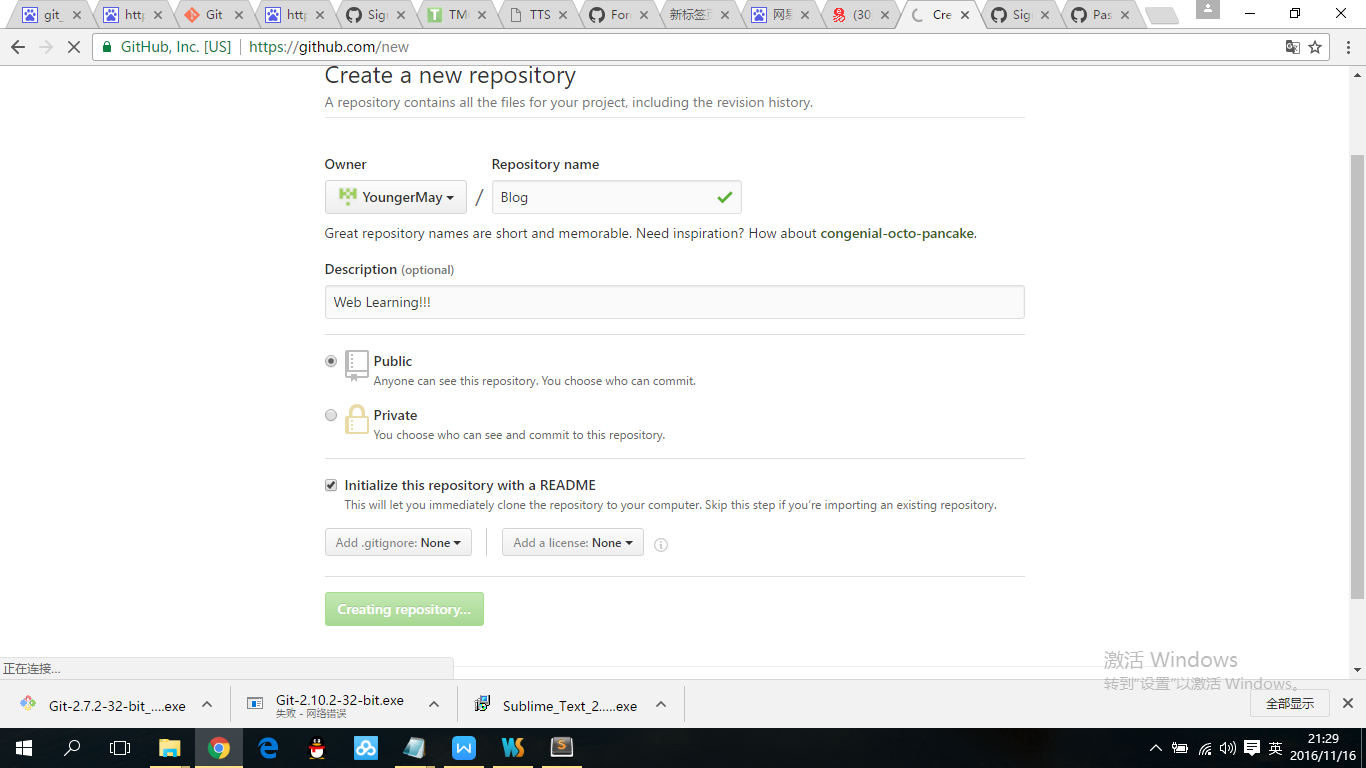 git_
http
Git
http
Sign
TM
TTS
For
新标签页
网易
(30
Cre
Sig
Pas
GitHub, Inc. [US] https://github.com/new
Create a new repository
A repository contains all the files for your project, including the revision history.
Owner Repository name
YoungerMay / Blog
Great repository names are short and memorable. Need inspiration? How about congenial-octo-pancake.
Description (optional)
Web Learning!!!
Public
Anyone can see this repository. You choose who can commit.
Private
You choose who can see and commit to this repository.
Initialize this repository with a README
This will let you immediately clone the repository to your computer. Skip this step if you're importing an existing repository.
Add .gitignore: None Add a license: None
Creating repository...
激活 Windows
正在连接...
转到"设置"以激活 Windows。
Git-2.7.2-32-bit_....exe
Git-2.10.2-32-bit.exe
失败 - 网络错误
Sublime_Text_2.....exe
全部显示
英
21:29
2016/11/16